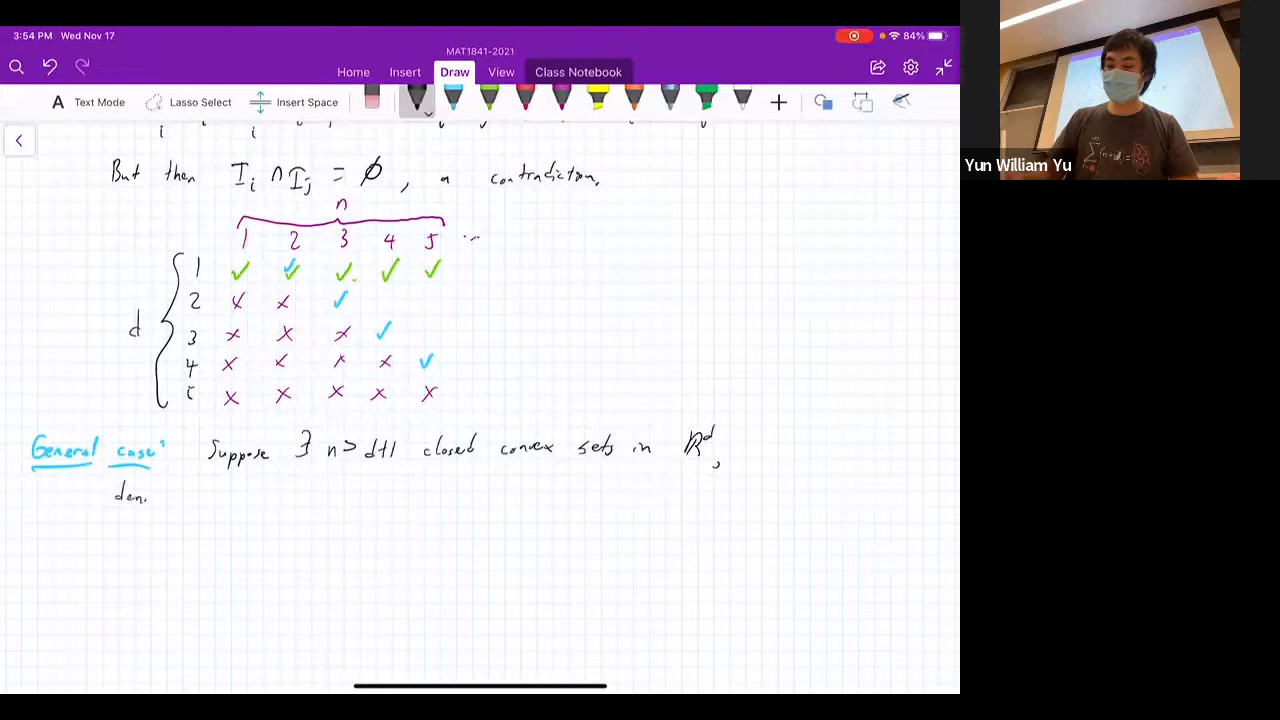 3:54 PM Wed Nov 17
84%
MAT1841-2021
Home Insert Draw View Class Notebook
Text Mode Lasso Select Insert Space
But then I_i ∩ I_j = ∅, a contradiction.
n
1 2 3 4 5 ...
1 ✓ ✓ ✓ ✓ ✓
d 2 x x ✓
3 x x x ✓
4 x x x x ✓
x x x x x
General case: Suppose ∃ n > d+1 closed convex sets in ℝ^d,
den.
Yun William Yu